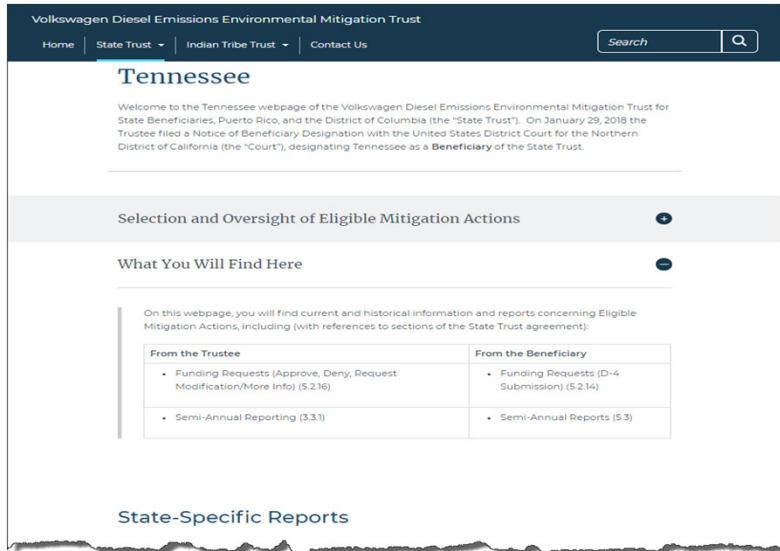 Volkswagen Diesel Emissions Environmental Mitigation Trust
Home State Trust Indian Tribe Trust Contact Us Search
Tennessee
Welcome to the Tennessee webpage of the Volkswagen Diesel Emissions Environmental Mitigation Trust for
State Beneficiaries, Puerto Rico, and the District of Columbia (the "State Trust"). On January 29, 2018 the
Trustee filed a Notice of Beneficiary Designation with the United States District Court for the Northern
District of California (the "Court"), designating Tennessee as a Beneficiary of the State Trust.
Selection and Oversight of Eligible Mitigation Actions
What You Will Find Here
On this webpage, you will find current and historical information and reports concerning Eligible
Mitigation Actions, including (with references to sections of the State Trust agreement):
From the Trustee From the Beneficiary
• Funding Requests (Approve, Deny, Request • Funding Requests (D-4
Modification/More Info) (5.2.16) Submission) (5.2.14)
• Semi-Annual Reporting (3.3.1) • Semi-Annual Reports (5.3)
State-Specific Reports